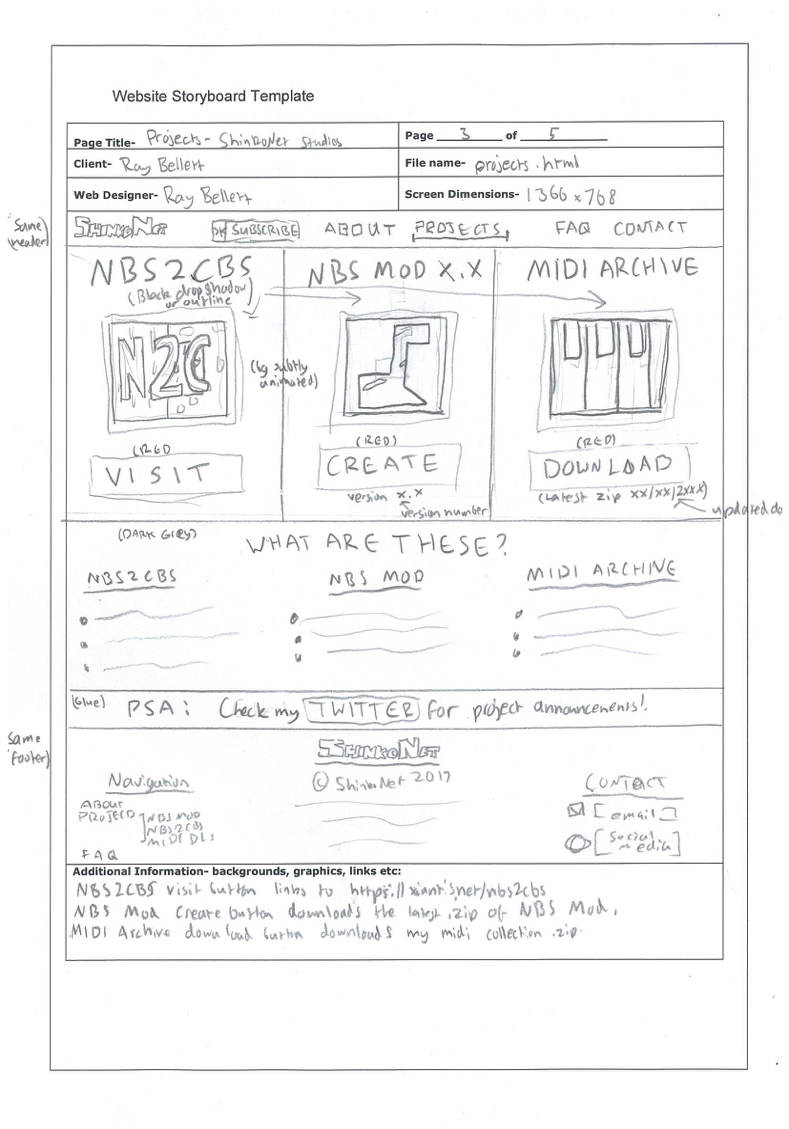 Website Storyboard Template
Page Title- Projects - ShinkoNet Studios
Page 3 of 5
Client- Ray Bellett
File name- projects.html
Web Designer- Ray Bellett
Screen Dimensions- 1366 x 768
(Same header)
SHINKONET SUBSCRIBE ABOUT PROJECTS FAQ CONTACT
NBS2CBS NBS MOD X.X MIDI ARCHIVE
(Black drop shadow
or outline
N2C
(bg subtly
animated)
(RED (RED) (RED)
VISIT CREATE DOWNLOAD
version x.x (Latest zip xx/xx/2xxx)
version number
(DARK GREY)
WHAT ARE THESE?
NBS2CBS NBS MOD MIDI ARCHIVE
(Blue) PSA: Check my TWITTER for project announcements!
Same
footer)
SHINKONET
Navigation © ShinkoNet 2017 CONTACT
ABOUT
PROJECTS NBS MOD [email]
NBS2CBS [Social
MIDI DLS media]
FAQ
Additional Information- backgrounds, graphics, links etc:
NBS2CBS visit button links to
NBS Mod Create button downloads the latest .zip of NBS Mod.
MIDI Archive download button downloads my midi collection .zip.